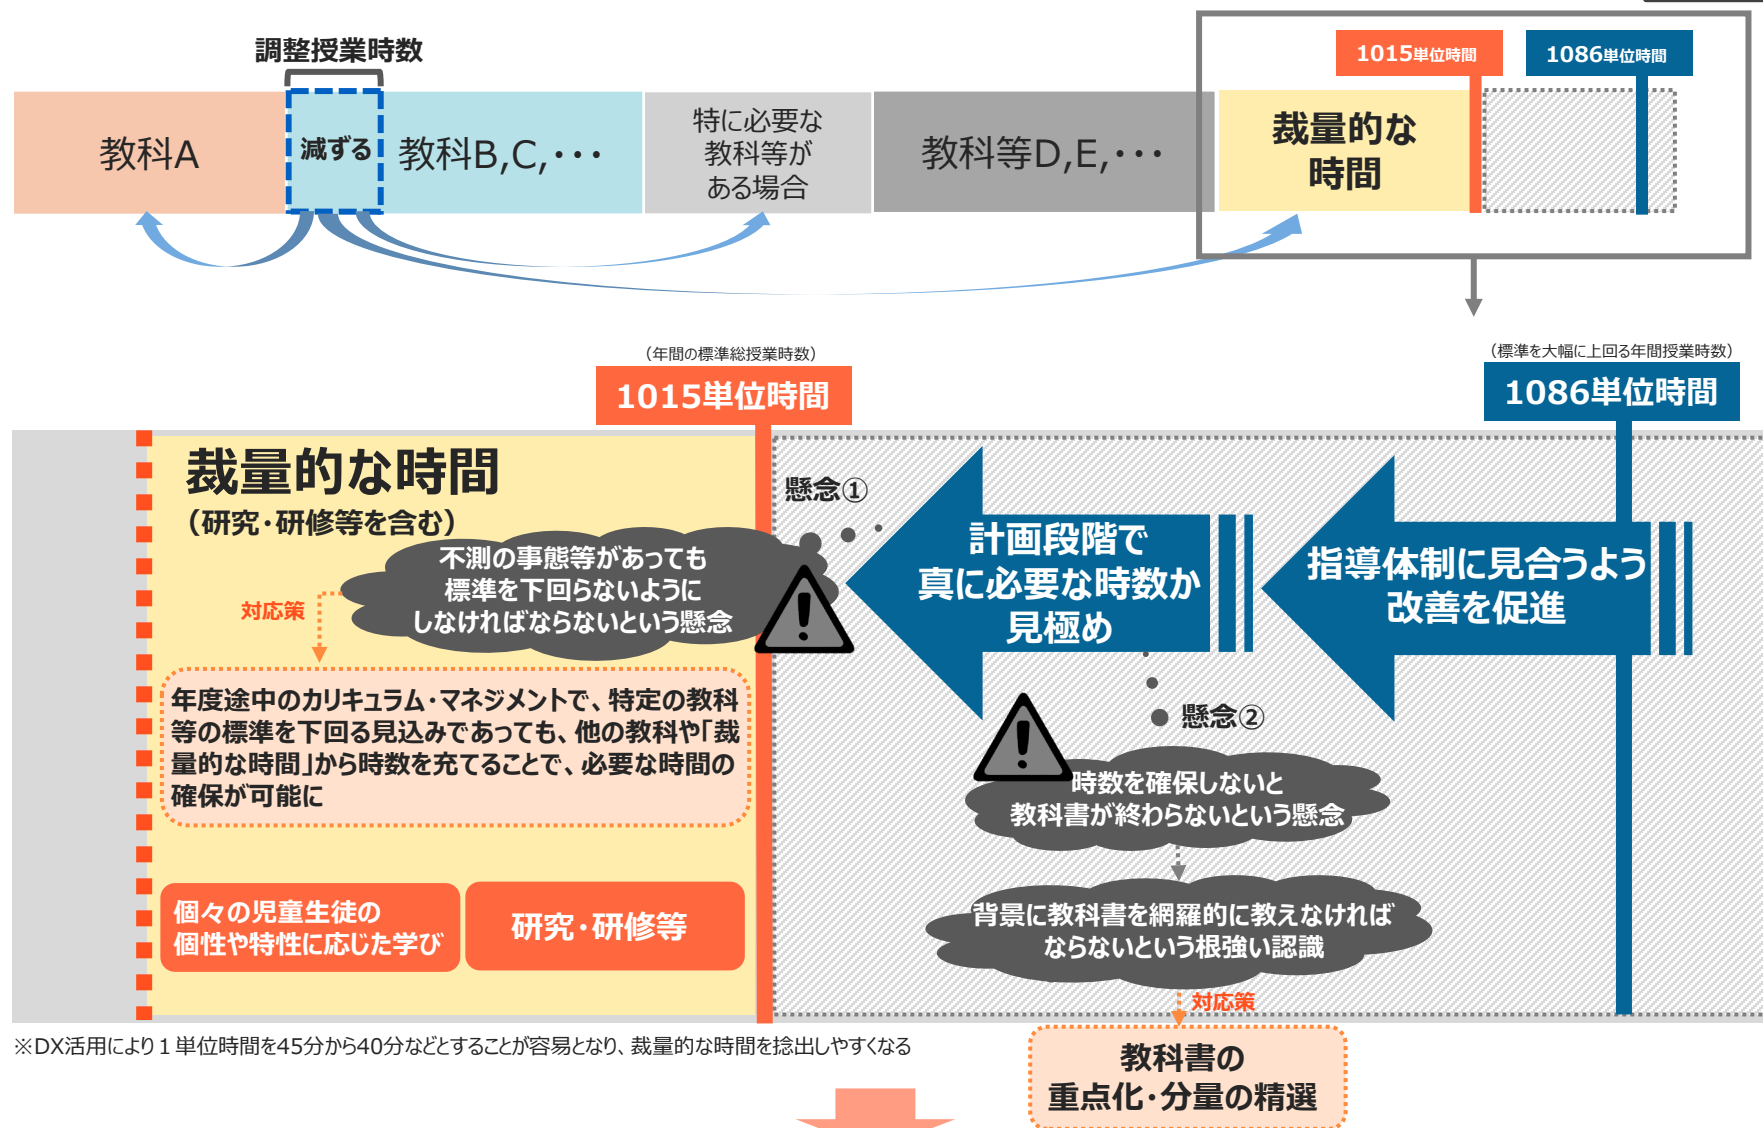 調整授業時数
1015単位時間
1086単位時間
教科A
減ずる
教科B,C,・・・
特に必要な
教科等が
ある場合
教科等D,E,・・・
裁量的な
時間
（年間の標準総授業時数）
1015単位時間
（標準を大幅に上回る年間授業時数）
1086単位時間
裁量的な時間
（研究・研修等を含む）
懸念①
不測の事態等があっても
標準を下回らないように
しなければならないという懸念
計画段階で
真に必要な時数か
見極め
指導体制に見合うよう
改善を促進
対応策
年度途中のカリキュラム・マネジメントで、特定の教科
等の標準を下回る見込みであっても、他の教科や「裁
量的な時間」から時数を充てることで、必要な時間の
確保が可能に
懸念②
時数を確保しないと
教科書が終わらないという懸念
個々の児童生徒の
個性や特性に応じた学び
研究・研修等
背景に教科書を網羅的に教えなければ
ならないという根強い認識
対応策
※DX活用により１単位時間を45分から40分などとすることが容易となり、裁量的な時間を捻出しやすくなる
教科書の
重点化・分量の精選